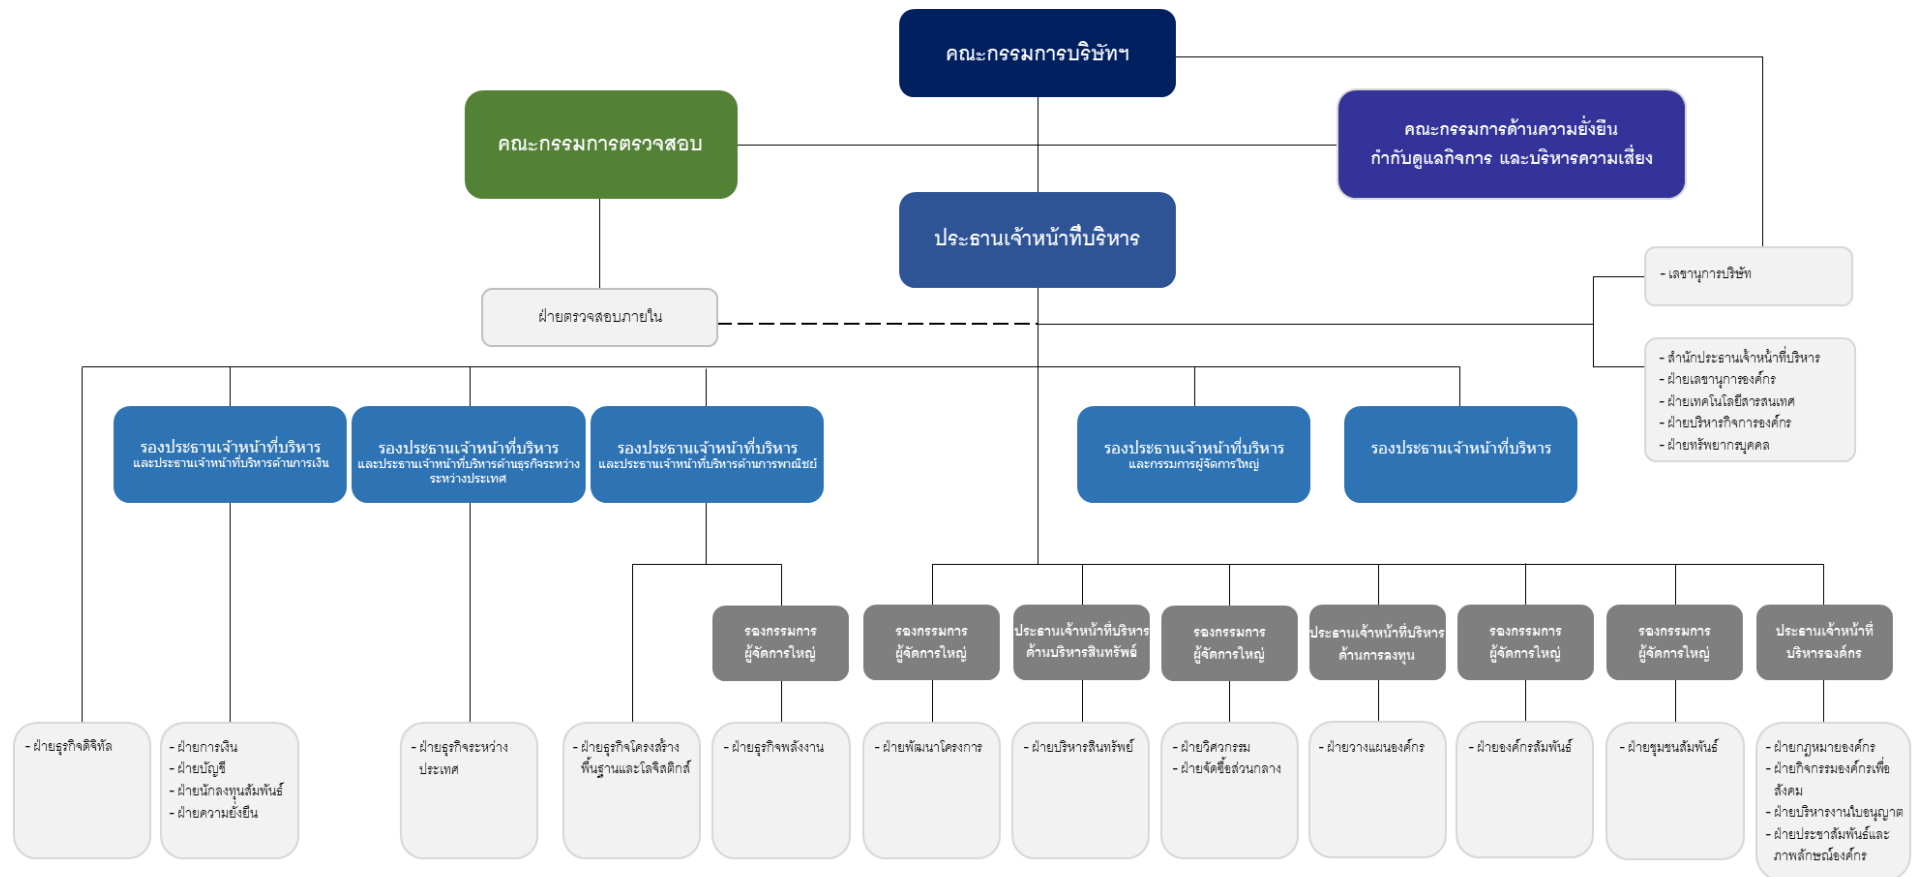 คณะกรรมการบริษัทฯ
คณะกรรมการตรวจสอบ
คณะกรรมการด้านความยั่งยืน
กำกับดูแลกิจการ และบริหารความเสี่ยง
ประธานเจ้าหน้าที่บริหาร
- เลขานุการบริษัท
ฝ่ายตรวจสอบภายใน
- สำนักประธานเจ้าหน้าที่บริหาร
- ฝ่ายเลขานุการองค์กร
- ฝ่ายเทคโนโลยีสารสนเทศ
- ฝ่ายบริหารกิจการองค์กร
- ฝ่ายทรัพยากรบุคคล
รองประธานเจ้าหน้าที่บริหาร
และประธานเจ้าหน้าที่บริหารด้านการเงิน
รองประธานเจ้าหน้าที่บริหาร
และประธานเจ้าหน้าที่บริหารด้านธุรกิจระหว่าง
ระหว่างประเทศ
รองประธานเจ้าหน้าที่บริหาร
และประธานเจ้าหน้าที่บริหารด้านการพาณิชย์
รองประธานเจ้าหน้าที่บริหาร
และกรรมการผู้จัดการใหญ่
รองประธานเจ้าหน้าที่บริหาร
รองกรรมการ
ผู้จัดการใหญ่
รองกรรมการ
ผู้จัดการใหญ่
ประธานเจ้าหน้าที่บริหาร
ด้านบริหารสินทรัพย์
รองกรรมการ
ผู้จัดการใหญ่
ประธานเจ้าหน้าที่บริหาร
ด้านการลงทุน
รองกรรมการ
ผู้จัดการใหญ่
รองกรรมการ
ผู้จัดการใหญ่
ประธานเจ้าหน้าที่
บริหารองค์กร
- ฝ่ายธุรกิจดิจิทัล
- ฝ่ายการเงิน
- ฝ่ายบัญชี
- ฝ่ายนักลงทุนสัมพันธ์
- ฝ่ายความยั่งยืน
- ฝ่ายธุรกิจระหว่าง
ประเทศ
- ฝ่ายธุรกิจโครงสร้าง
พื้นฐานและโลจิสติกส์
- ฝ่ายธุรกิจพลังงาน
- ฝ่ายพัฒนาโครงการ
- ฝ่ายบริหารสินทรัพย์
- ฝ่ายวิศวกรรม
- ฝ่ายจัดซื้อส่วนกลาง
- ฝ่ายวางแผนองค์กร
- ฝ่ายองค์กรสัมพันธ์
- ฝ่ายชุมชนสัมพันธ์
- ฝ่ายกฎหมายองค์กร
- ฝ่ายกิจกรรมองค์กรเพื่อ
สังคม
- ฝ่ายบริหารงานใบอนุญาต
- ฝ่ายประชาสัมพันธ์และ
ภาพลักษณ์องค์กร